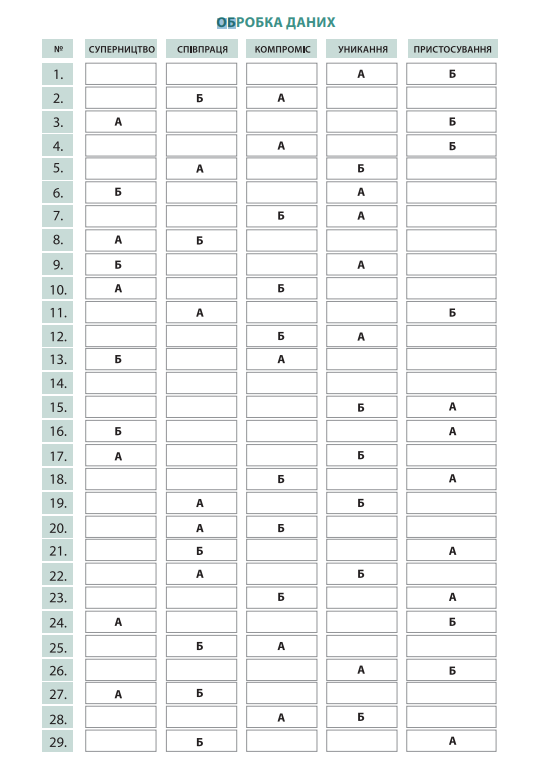 ОБРОБКА ДАНИХ
№ СУПЕРНИЦТВО СПІВПРАЦЯ КОМПРОМІС УНИКАННЯ ПРИСТОСУВАННЯ
1. А Б
2. Б А
3. А Б
4. А Б
5. А Б
6. Б А
7. Б А
8. А Б
9. Б А
10. А Б
11. А Б
12. Б А
13. Б А
14.
15. Б А
16. Б А
17. А Б
18. Б А
19. А Б
20. А Б
21. Б А
22. А Б
23. Б А
24. А Б
25. Б А
26. А Б
27. А Б
28. А Б
29. Б А